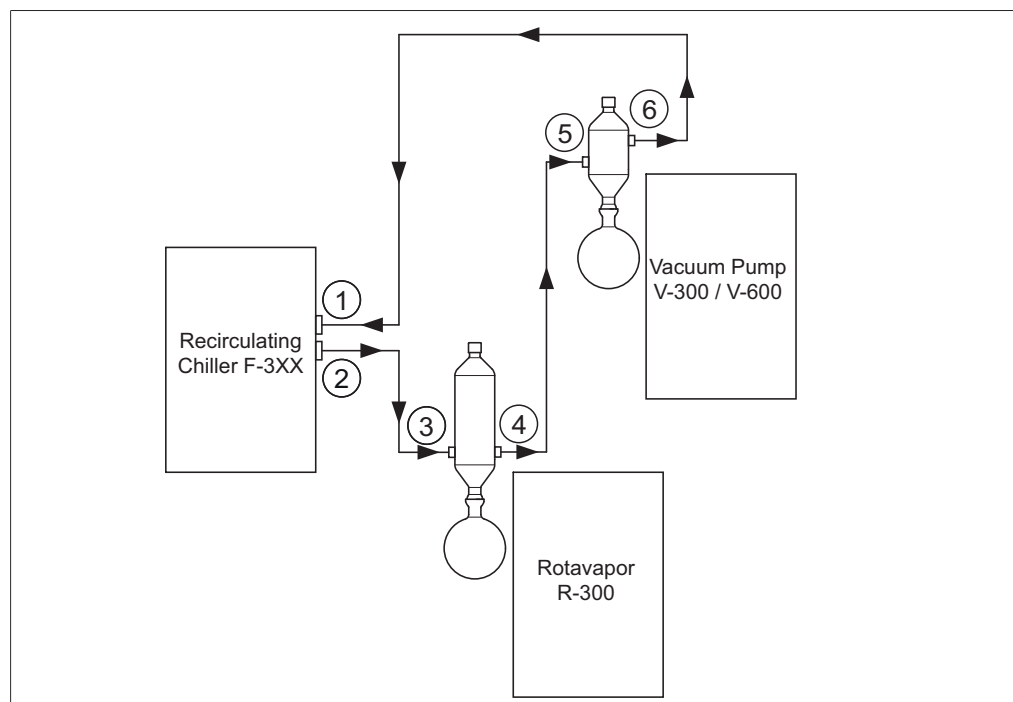 6
5
Vacuum Pump
V-300 / V-600
1
Recirculating
Chiller F-3XX
2
3
4
Rotavapor
R-300